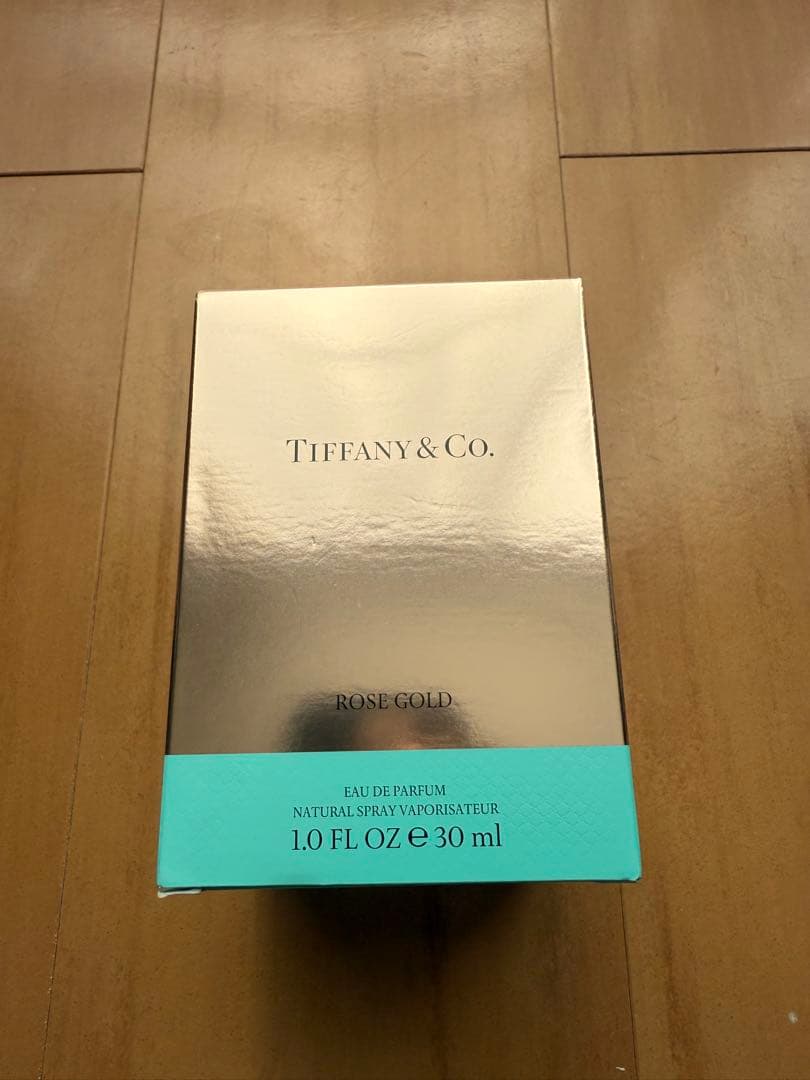 TIFFANY & CO.
ROSE GOLD
EAU DE PARFUM
NATURAL SPRAY VAPORISATEUR
1.0 FL OZ ℮ 30 ml